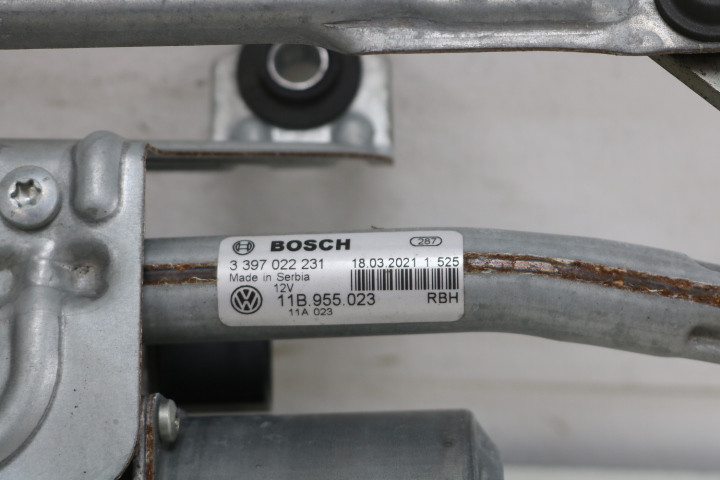 BOSCH 267
3 397 022 231 18.03.2021 1 525
Made in Serbia
12V
11B.955.023 RBH
11A 023